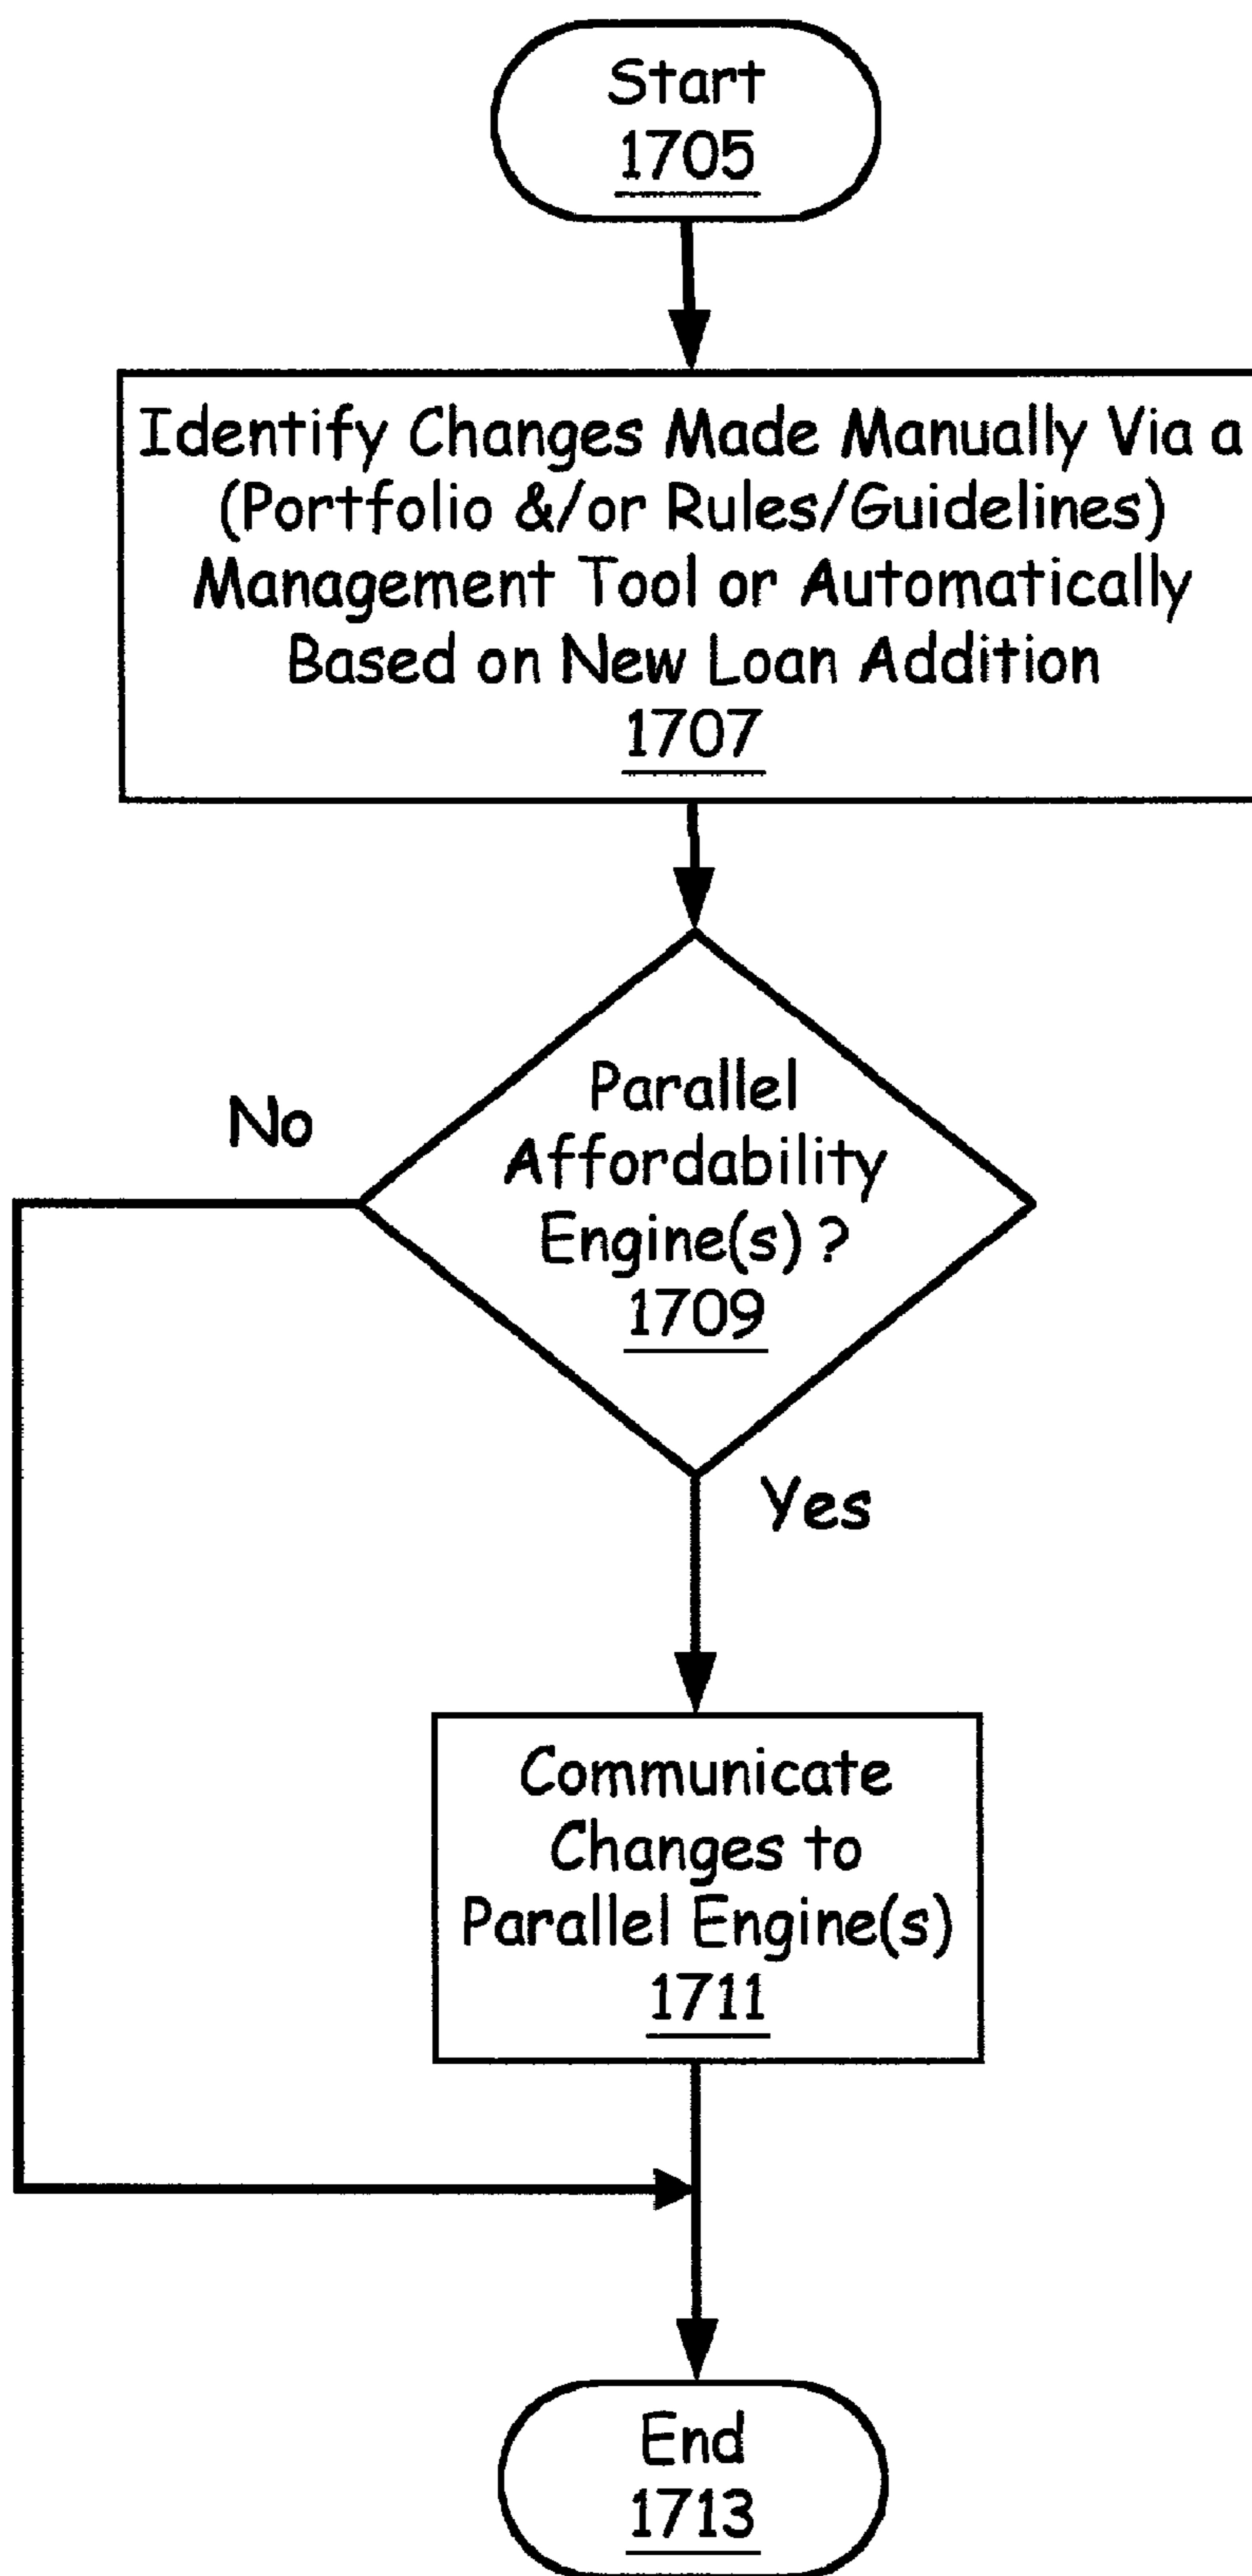 Start
1705
Identify Changes Made Manually Via a
(Portfolio &/or Rules/Guidelines)
Management Tool or Automatically
Based on New Loan Addition
1707
Parallel
Affordability
Engine(s) ?
1709
No
Yes
Communicate
Changes to
Parallel Engine(s)
1711
End
1713